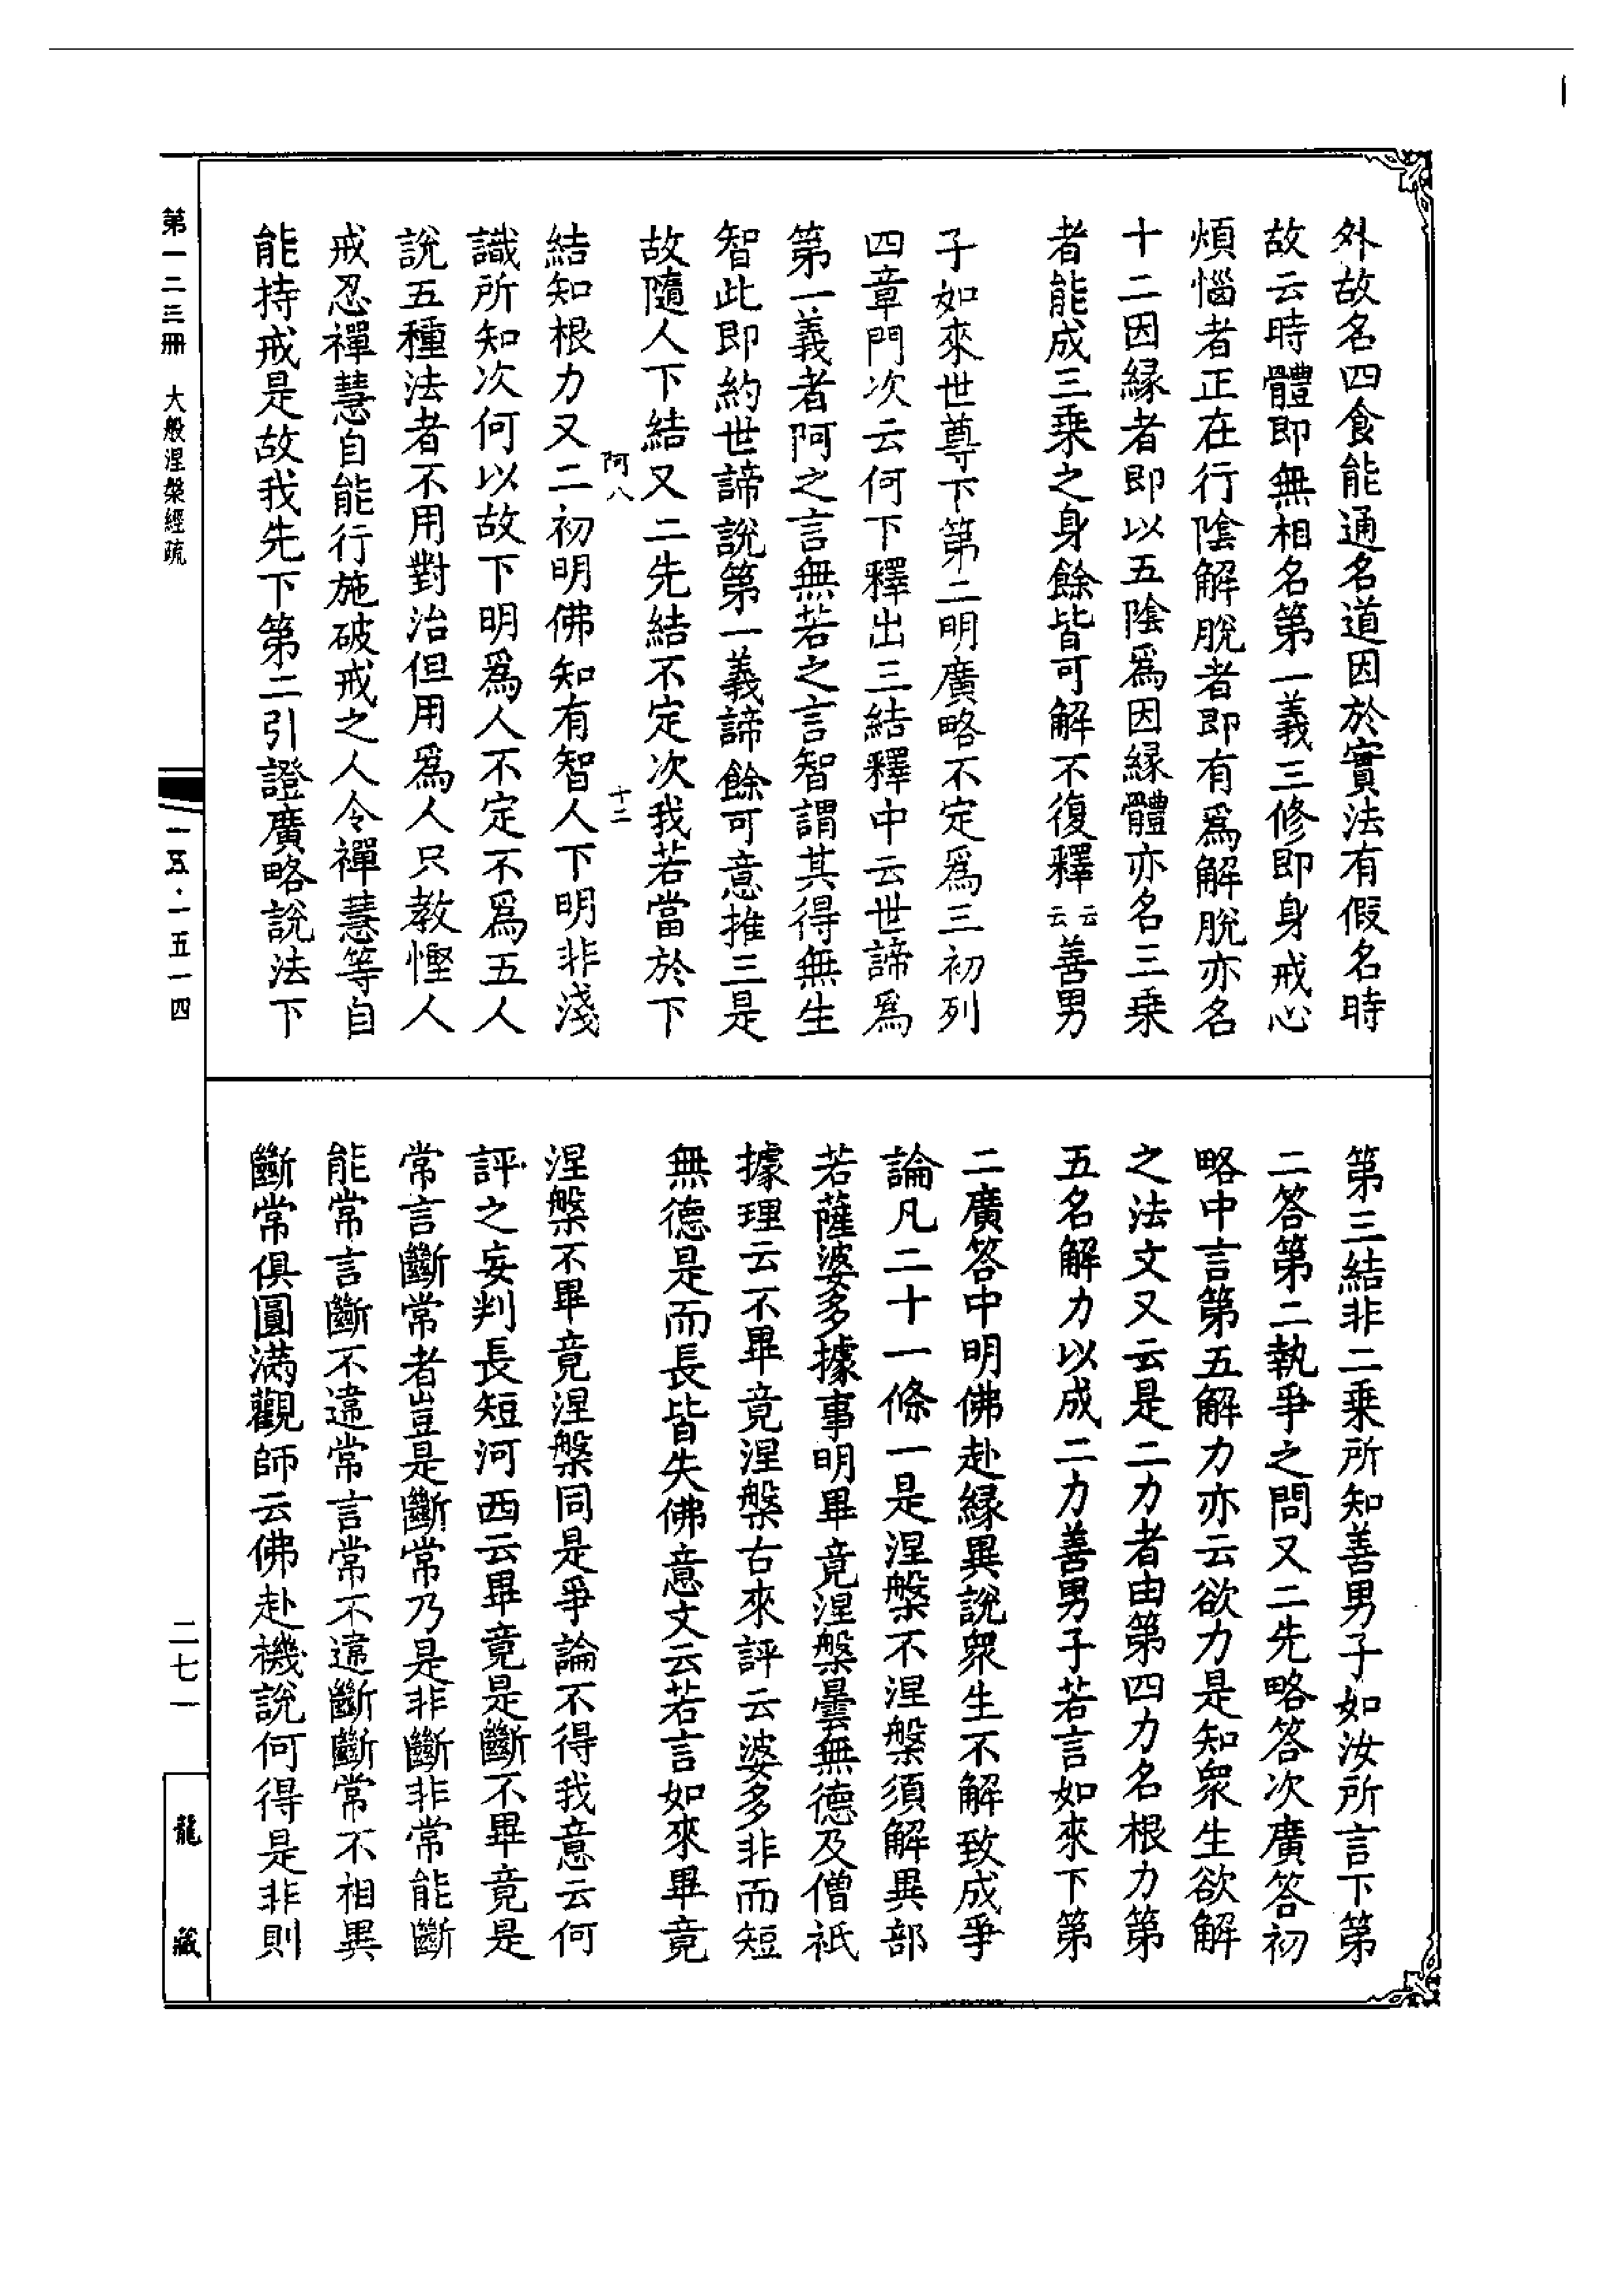 外故名四食能通名道因於實法有假名時
故云時體即無相名第一義三修即身戒心
煩惱者正在行陰解脫者即有爲解脫亦名
十二因緣者即以五陰爲因緣體亦名三乗
者能成三乗之身餘皆可解不復釋云云善男
子如來世尊下第二明廣略不定爲三初列
四章門次云何下釋出三結釋中云世諦爲
第一義者阿之言無若之言智謂其得無生
智此即約世諦說第一義諦餘可意推三是
故隨人下結又二先結不定次我若當於下
阿八 十二
結知根力又二初明佛知有智人下明非淺
識所知次何以故下明爲人不定不爲五人
說五種法者不用對治但用爲人只教慳人
戒忍禪慧自能行施破戒之人令禪慧等自
能持戒是故我先下第二引證廣略說法下
第三結非二乗所知善男子如汝所言下第
二答第二執爭之問又二先略答次廣答初
略中言第五解力亦云欲力是知衆生欲解
之法文又云是二力者由第四力名根力第
五名解力以成二力善男子若言如來下第
二廣答中明佛赴緣異說衆生不解致成爭
論凡二十一條一是涅槃不涅槃須解異部
若薩婆多據事明畢竟涅槃曇無德及僧祇
據理云不畢竟涅槃古來評云婆多非而短
無德是而長皆失佛意文云若言如來畢竟
涅槃不畢竟涅槃同是爭論不得我意云何
評之妄判長短河西云畢竟是斷不畢竟是
常言斷常者豈是斷常乃是非斷非常能斷
能常言斷不違常言常不違斷斷常不相異
斷常俱圓滿觀師云佛赴機說何得是非則
第一二三冊 大般涅槃經疏
一五·一五一四
二七一
龍藏